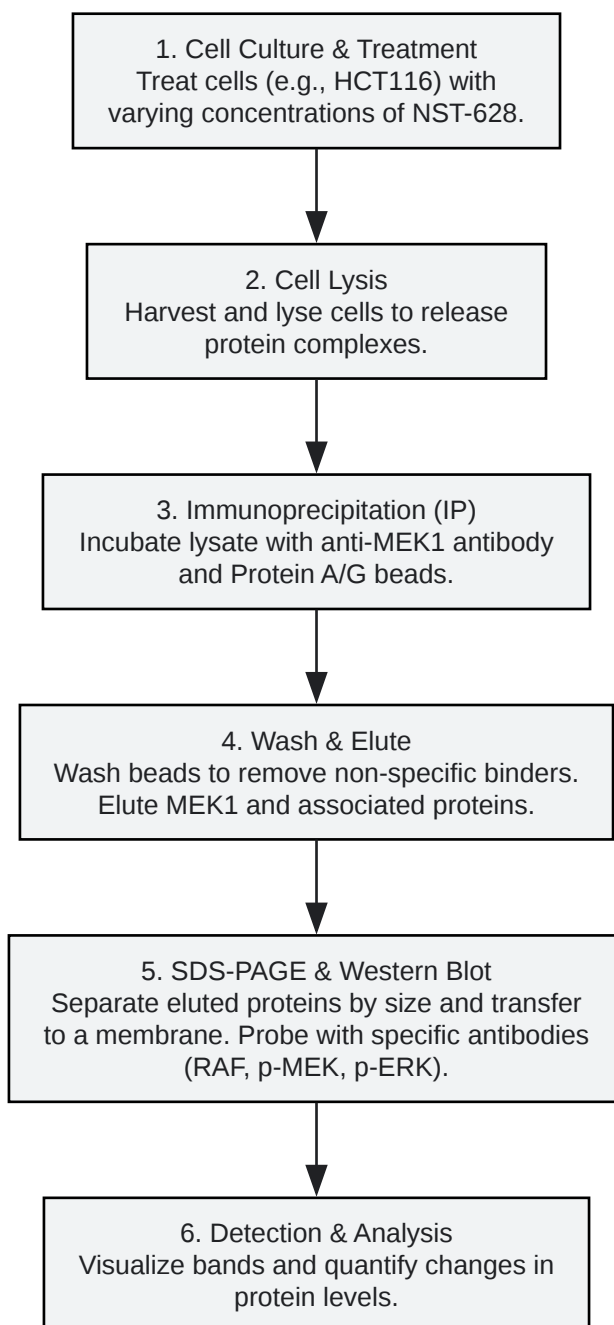 1. Cell Culture & Treatment
Treat cells (e.g., HCT116) with
varying concentrations of NST-628.
2. Cell Lysis
Harvest and lyse cells to release
protein complexes.
3. Immunoprecipitation (IP)
Incubate lysate with anti-MEK1 antibody
and Protein A/G beads.
4. Wash & Elute
Wash beads to remove non-specific binders.
Elute MEK1 and associated proteins.
5. SDS-PAGE & Western Blot
Separate eluted proteins by size and transfer
to a membrane. Probe with specific antibodies
(RAF, p-MEK, p-ERK).
6. Detection & Analysis
Visualize bands and quantify changes in
protein levels.